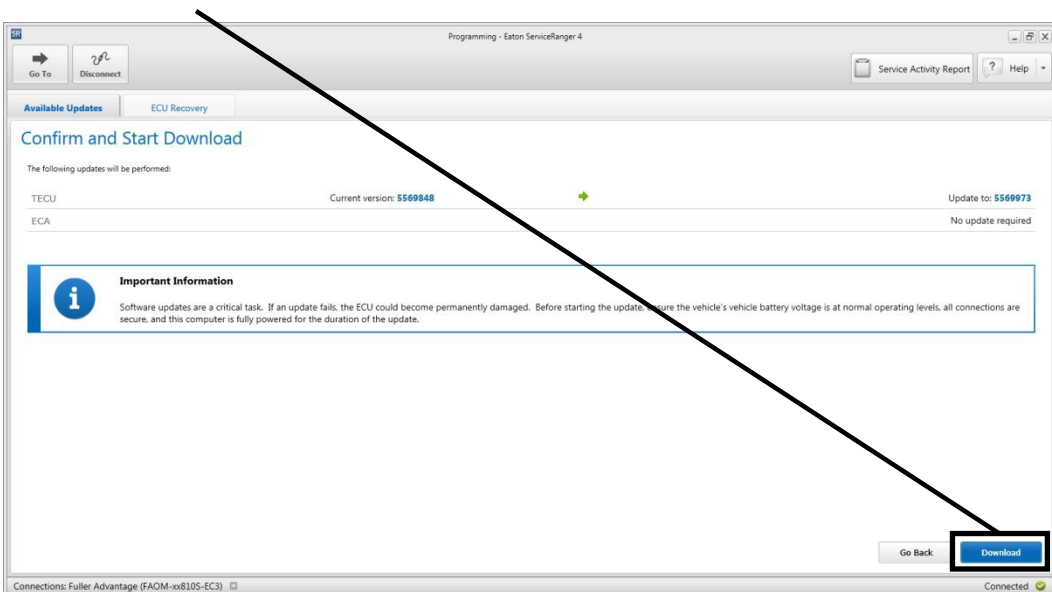 SR
Programming - Eaton ServiceRanger 4
Go To
Disconnect
Service Activity Report
? Help
Available Updates
ECU Recovery
Confirm and Start Download
The following updates will be performed:
TECU Current version: 5569848 Update to: 5569973
ECA No update required
i
Important Information
Software updates are a critical task. If an update fails, the ECU could become permanently damaged. Before starting the update, ensure the vehicle's vehicle battery voltage is at normal operating levels, all connections are
secure, and this computer is fully powered for the duration of the update.
Go Back
Download
Connections: Fuller Advantage (FAOM-xx810S-EC3)
Connected